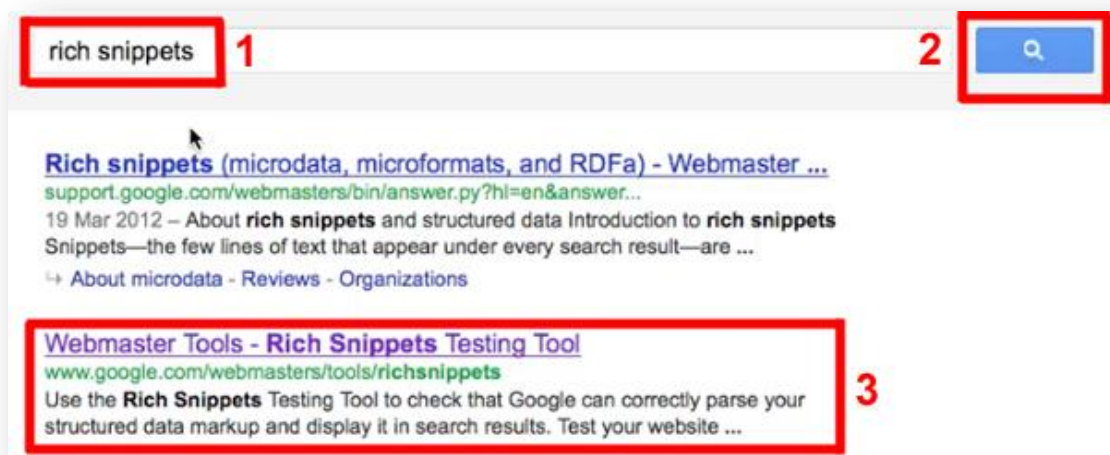 rich snippets 1 2
Rich snippets (microdata, microformats, and RDFa) - Webmaster ...
support.google.com/webmasters/bin/answer.py?hl=en&answer...
19 Mar 2012 – About rich snippets and structured data Introduction to rich snippets
Snippets—the few lines of text that appear under every search result—are ...
↪ About microdata - Reviews - Organizations
Webmaster Tools - Rich Snippets Testing Tool
www.google.com/webmasters/tools/richsnippets
Use the Rich Snippets Testing Tool to check that Google can correctly parse your 3
structured data markup and display it in search results. Test your website ...